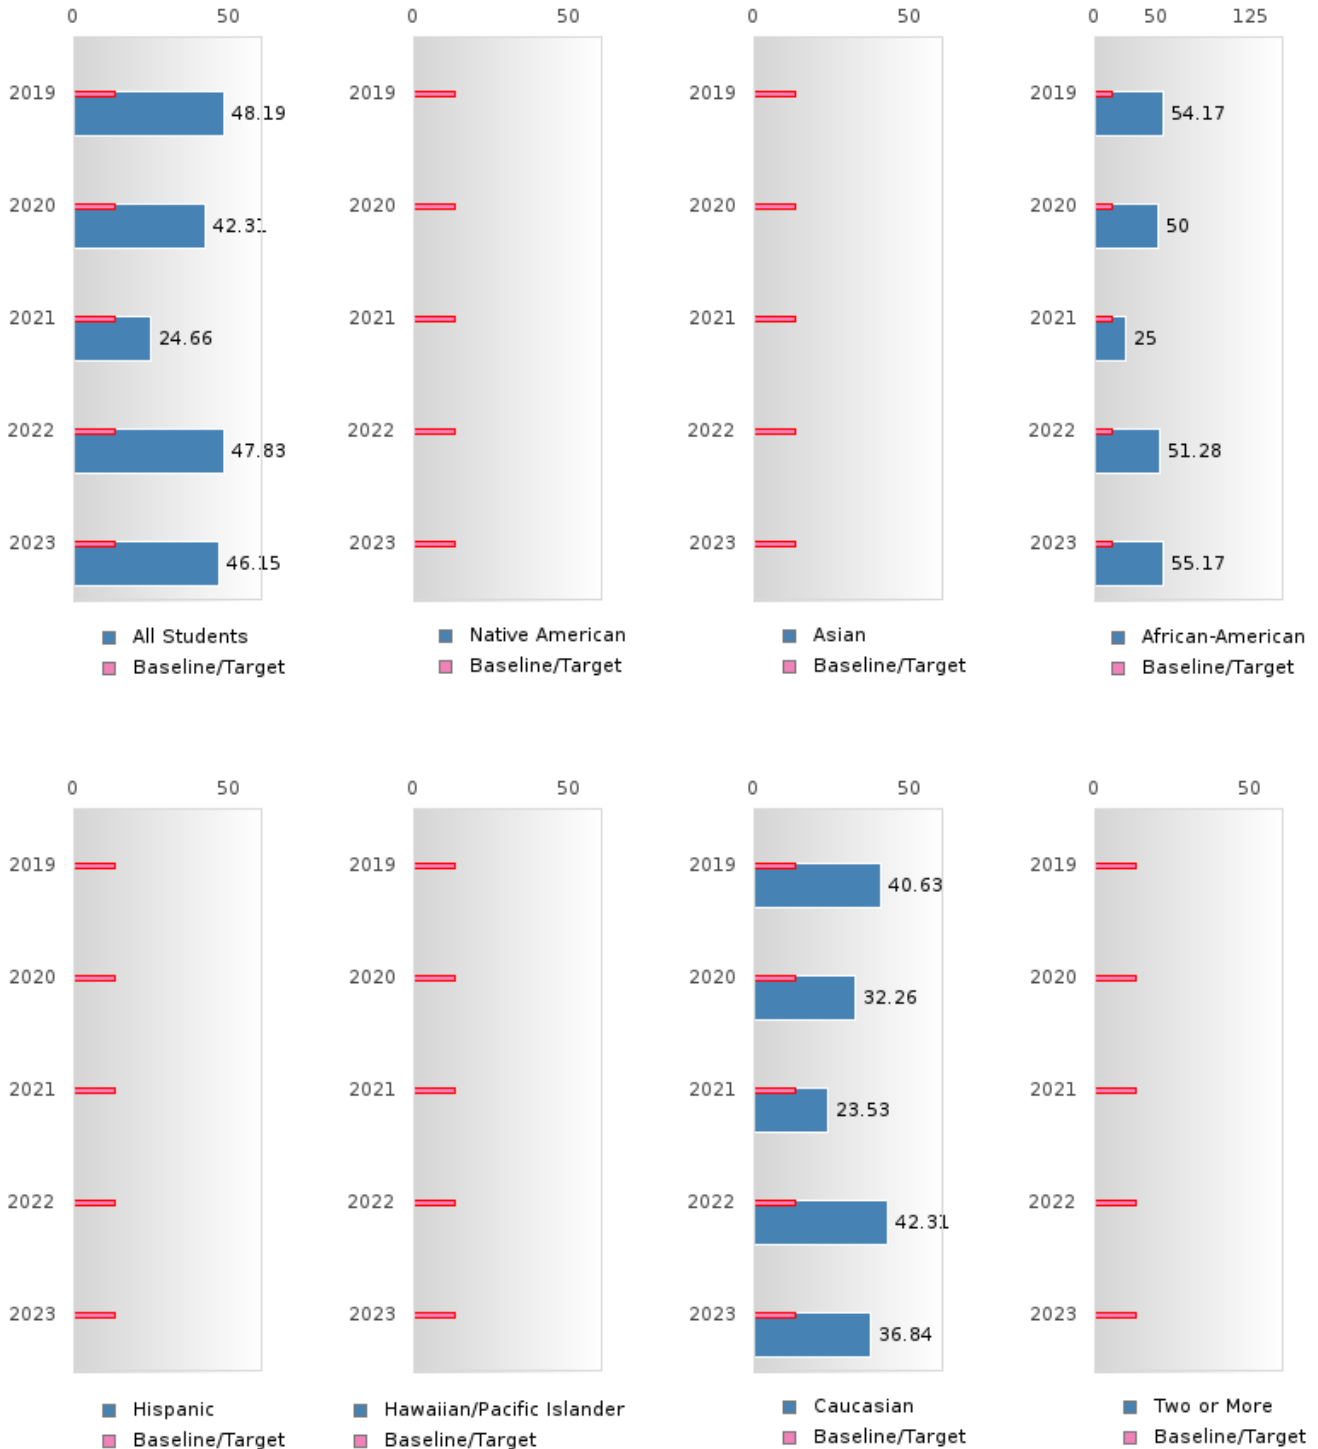 0 50 0 50 0 50 0 50 125
2019 48.19 2019 2019 2019 54.17
2020 42.31 2020 2020 2020 50
2021 24.66 2021 2021 2021 25
2022 47.83 2022 2022 2022 51.28
2023 46.15 2023 2023 2023 55.17
All Students Native American Asian African-American
Baseline/Target Baseline/Target Baseline/Target Baseline/Target
0 50 0 50 0 50 0 50
2019 2019 2019 40.63 2019
2020 2020 2020 32.26 2020
2021 2021 2021 23.53 2021
2022 2022 2022 42.31 2022
2023 2023 2023 36.84 2023
Hispanic Hawaiian/Pacific Islander Caucasian Two or More
Baseline/Target Baseline/Target Baseline/Target Baseline/Target